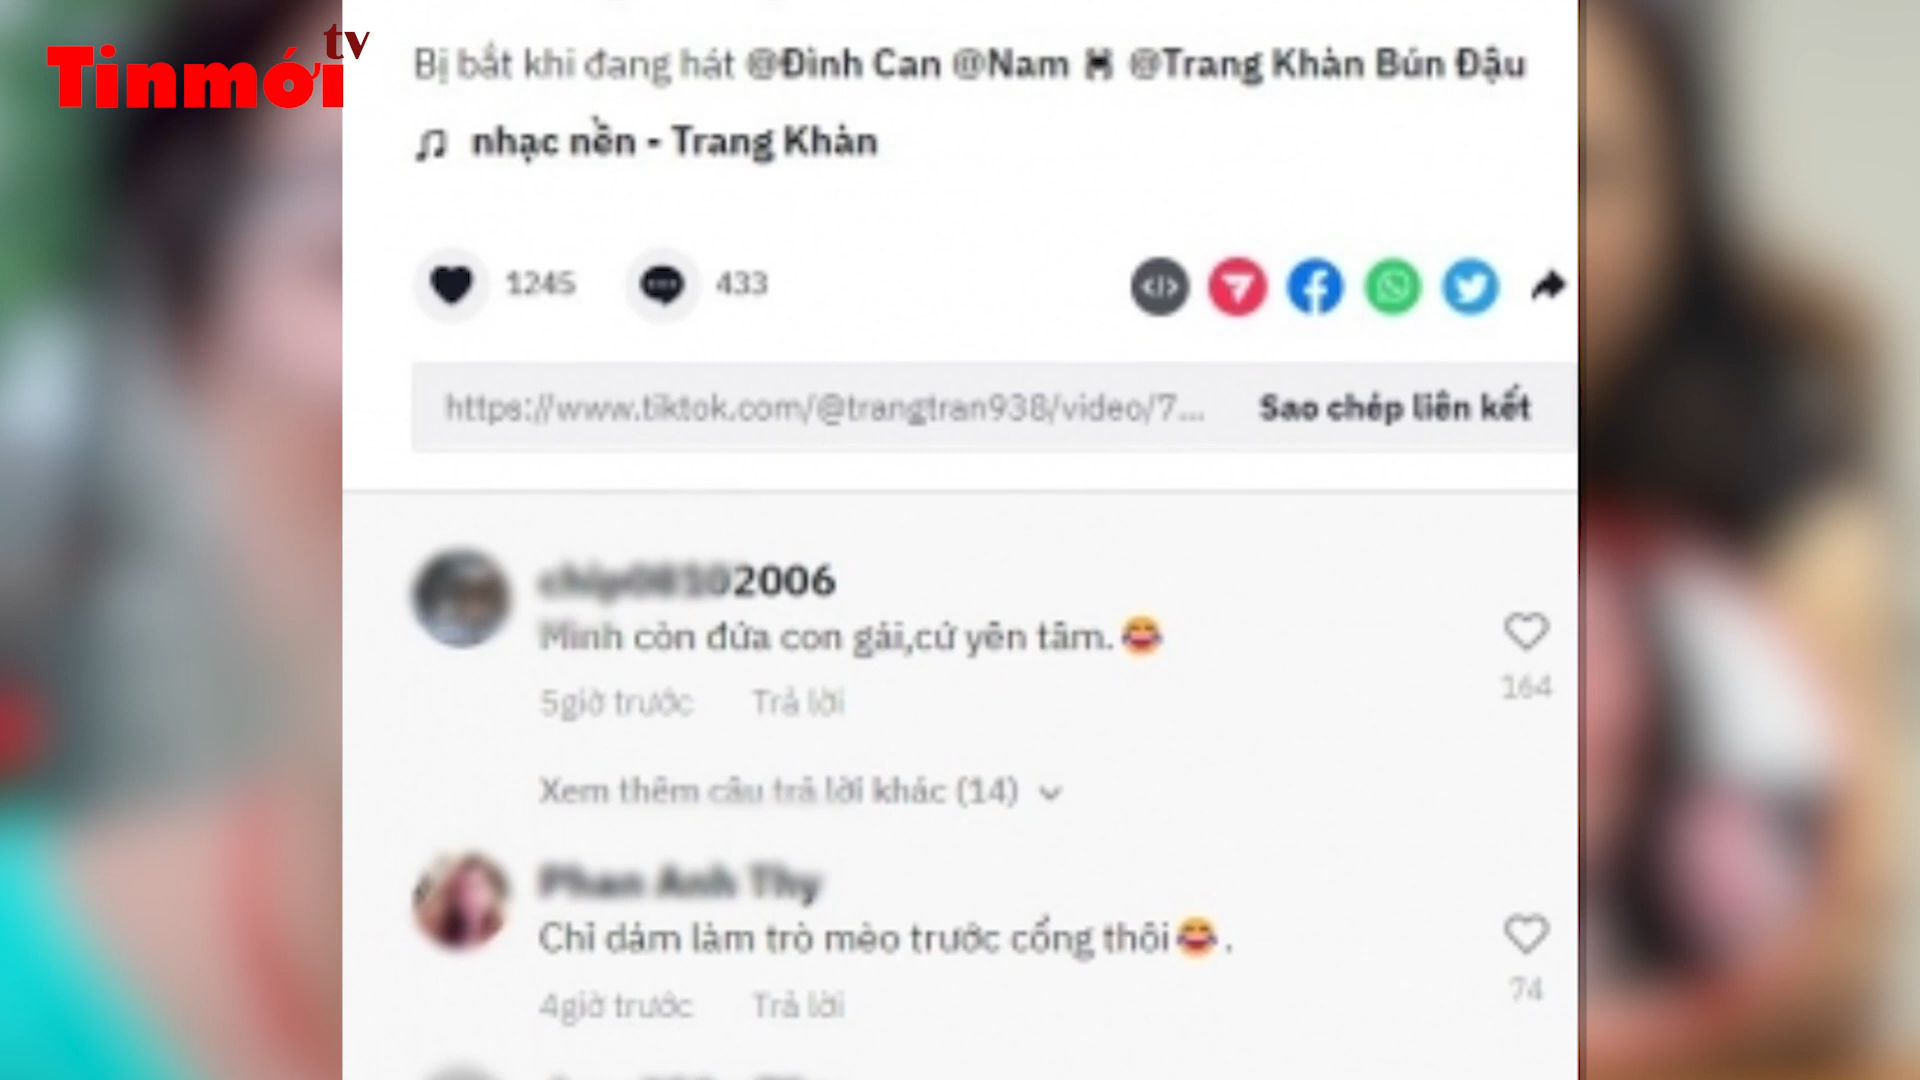 Tinmới tv
Bị bắt khi đang hát @Đình Can @Nam @Trang Khàn Bún Đậu
nhạc nền - Trang Khàn
1245
433
https://www.tiktok.com/@trangtran938/video/7... Sao chép liên kết
2006
Mình còn đứa con gái,cứ yên tâm.😂
164
5giờ trước Trả lời
Xem thêm câu trả lời khác (14)
Phan Anh Thy
Chỉ dám làm trò mèo trước cổng thôi😂.
74
4giờ trước Trả lời